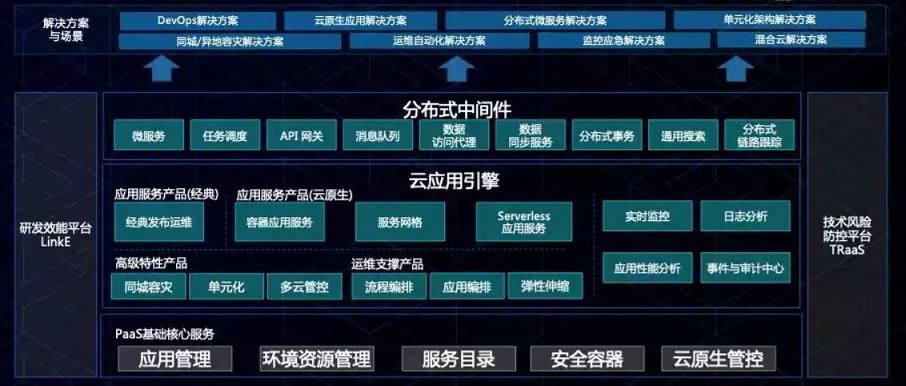 解决方案
与场景
DevOps解决方案
云原生应用解决方案
分布式微服务解决方案
单元化架构解决方案
同城/异地容灾解决方案
运维自动化解决方案
监控应急解决方案
混合云解决方案
研发效能平台
LinkE
分布式中间件
微服务
任务调度
API 网关
消息队列
数据
访问代理
数据
同步服务
分布式事务
通用搜索
分布式
链路跟踪
云应用引擎
应用服务产品(经典)
应用服务产品(云原生)
经典发布运维
容器应用服务
服务网格
Serverless
应用服务
实时监控
日志分析
高级特性产品
运维支撑产品
同城容灾
单元化
多云管控
流程编排
应用编排
弹性伸缩
应用性能分析
事件与审计中心
PaaS基础核心服务
应用管理
环境资源管理
服务目录
安全容器
云原生管控
技术风险
防控平台
TRaaS